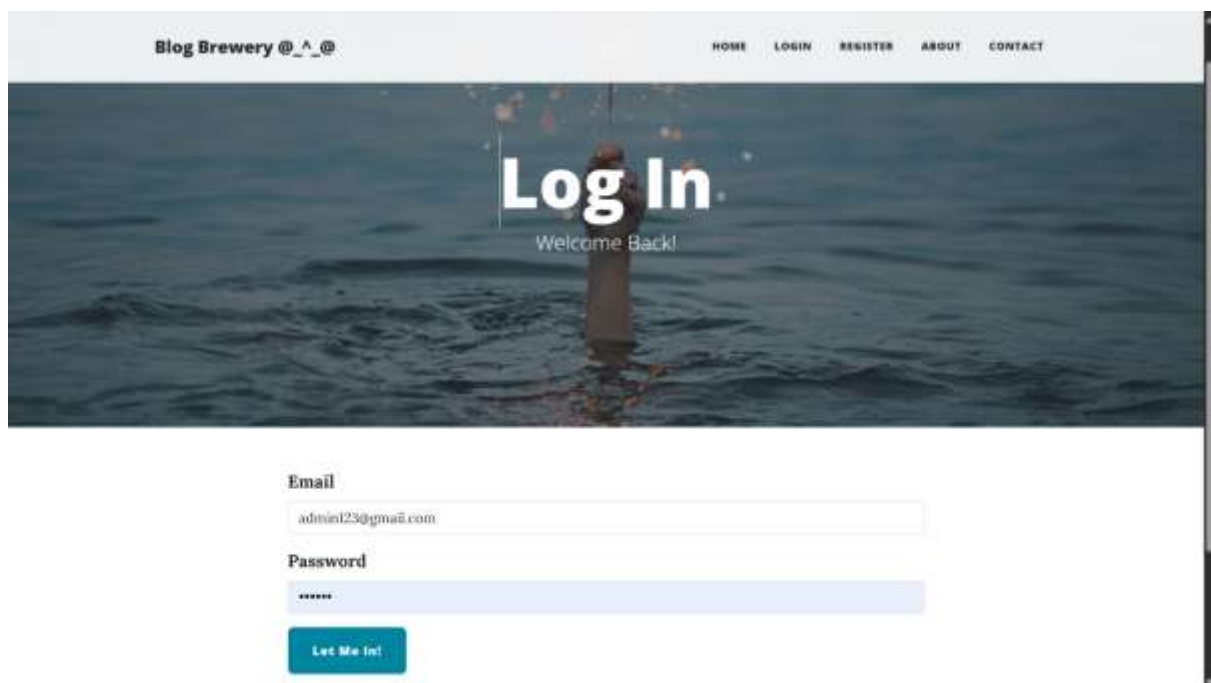 Blog Brewery @_^_@
HOME LOGIN REGISTER ABOUT CONTACT
Log In
Welcome Back!
Email
admin123@gmail.com
Password
••••••
Let Me In!